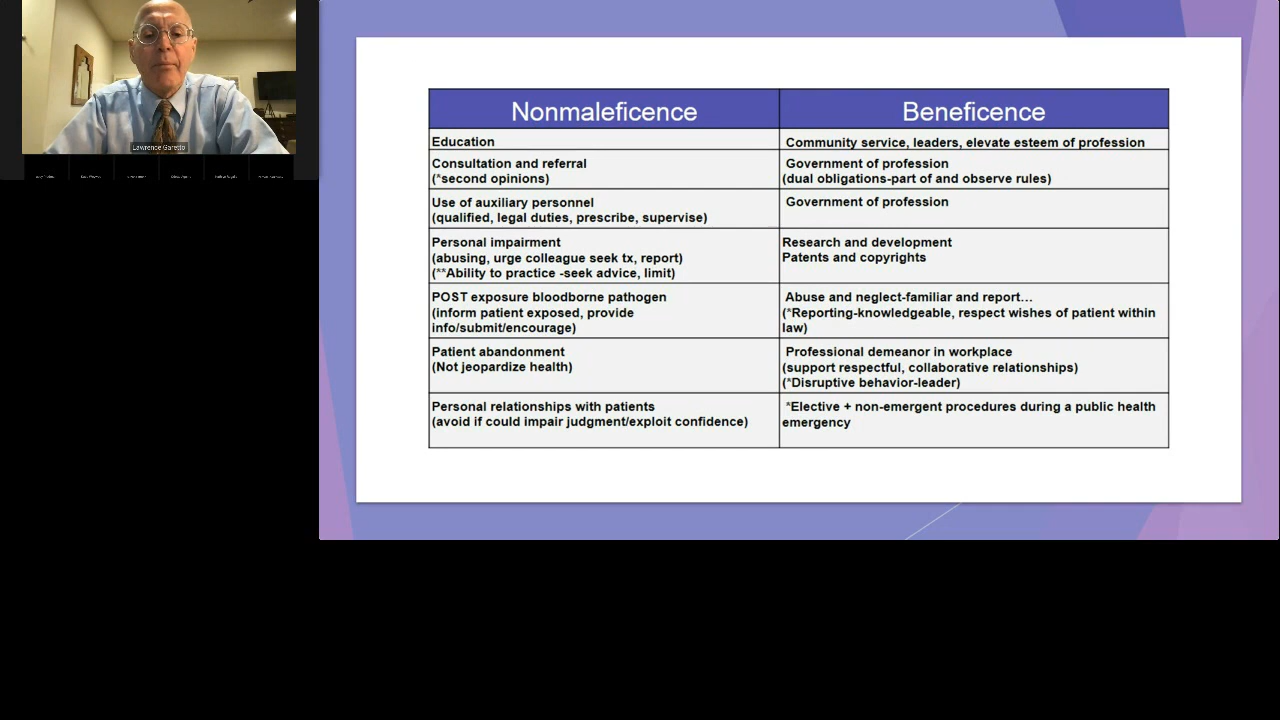 Lawrence Garetto
Nonmaleficence
Beneficence
Education
Community service, leaders, elevate esteem of profession
Consultation and referral
(*second opinions)
Government of profession
(dual obligations-part of and observe rules)
Use of auxiliary personnel
(qualified, legal duties, prescribe, supervise)
Government of profession
Personal impairment
(abusing, urge colleague seek tx, report)
(**Ability to practice -seek advice, limit)
Research and development
Patents and copyrights
POST exposure bloodborne pathogen
(inform patient exposed, provide
info/submit/encourage)
Abuse and neglect-familiar and report…
(*Reporting-knowledgeable, respect wishes of patient within
law)
Patient abandonment
(Not jeopardize health)
Professional demeanor in workplace
(support respectful, collaborative relationships)
(*Disruptive behavior-leader)
Personal relationships with patients
(avoid if could impair judgment/exploit confidence)
*Elective + non-emergent procedures during a public health
emergency